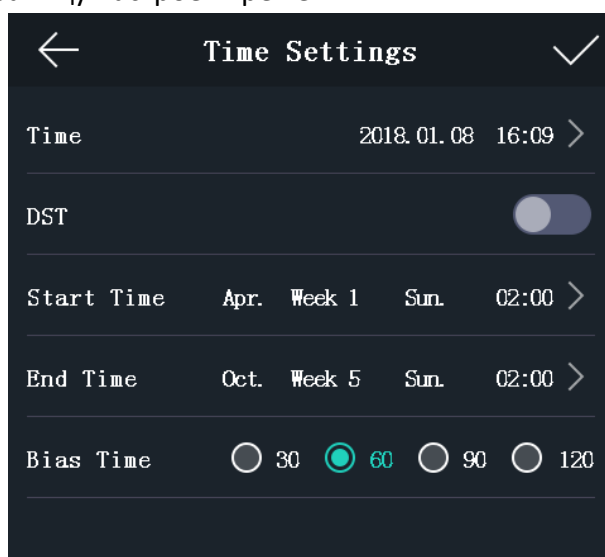 Time Settings
Time 2018.01.08 16:09
DST
Start Time Apr. Week 1 Sun. 02:00
End Time Oct. Week 5 Sun. 02:00
Bias Time 30 60 90 120